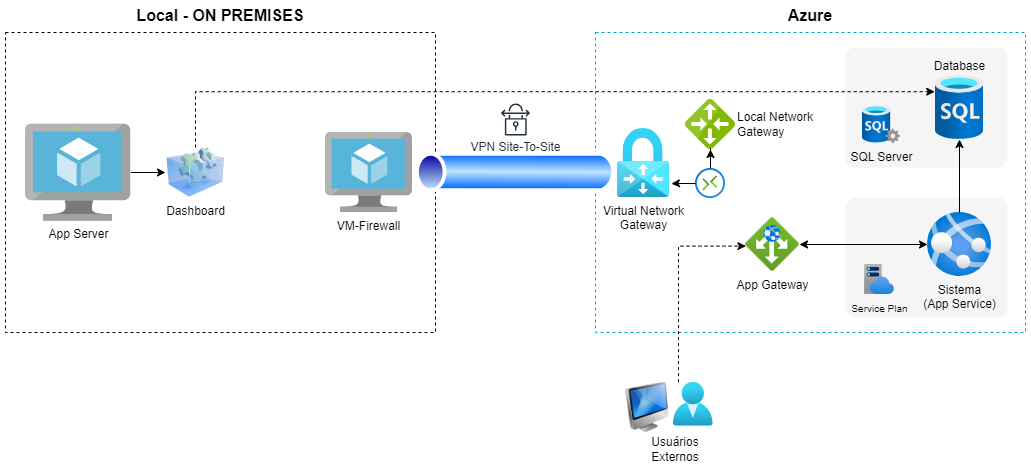 Local - ON PREMISES
Azure
Database
SQL
SQL
SQL Server
VPN Site-To-Site
Local Network
Gateway
App Server
Dashboard
VM-Firewall
Virtual Network
Gateway
App Gateway
Service Plan
Sistema
(App Service)
Usuários
Externos